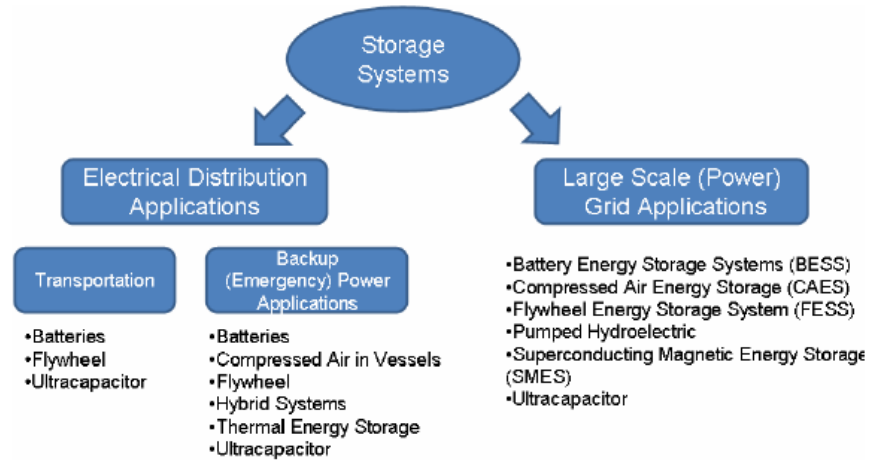 Storage
Systems
Electrical Distribution
Applications
Large Scale (Power)
Grid Applications
Transportation
•Batteries
•Flywheel
•Ultracapacitor
Backup
(Emergency) Power
Applications
•Batteries
•Compressed Air in Vessels
•Flywheel
•Hybrid Systems
•Thermal Energy Storage
•Ultracapacitor
•Battery Energy Storage Systems (BESS)
•Compressed Air Energy Storage (CAES)
•Flywheel Energy Storage System (FESS)
•Pumped Hydroelectric
•Superconducting Magnetic Energy Storage
(SMES)
•Ultracapacitor